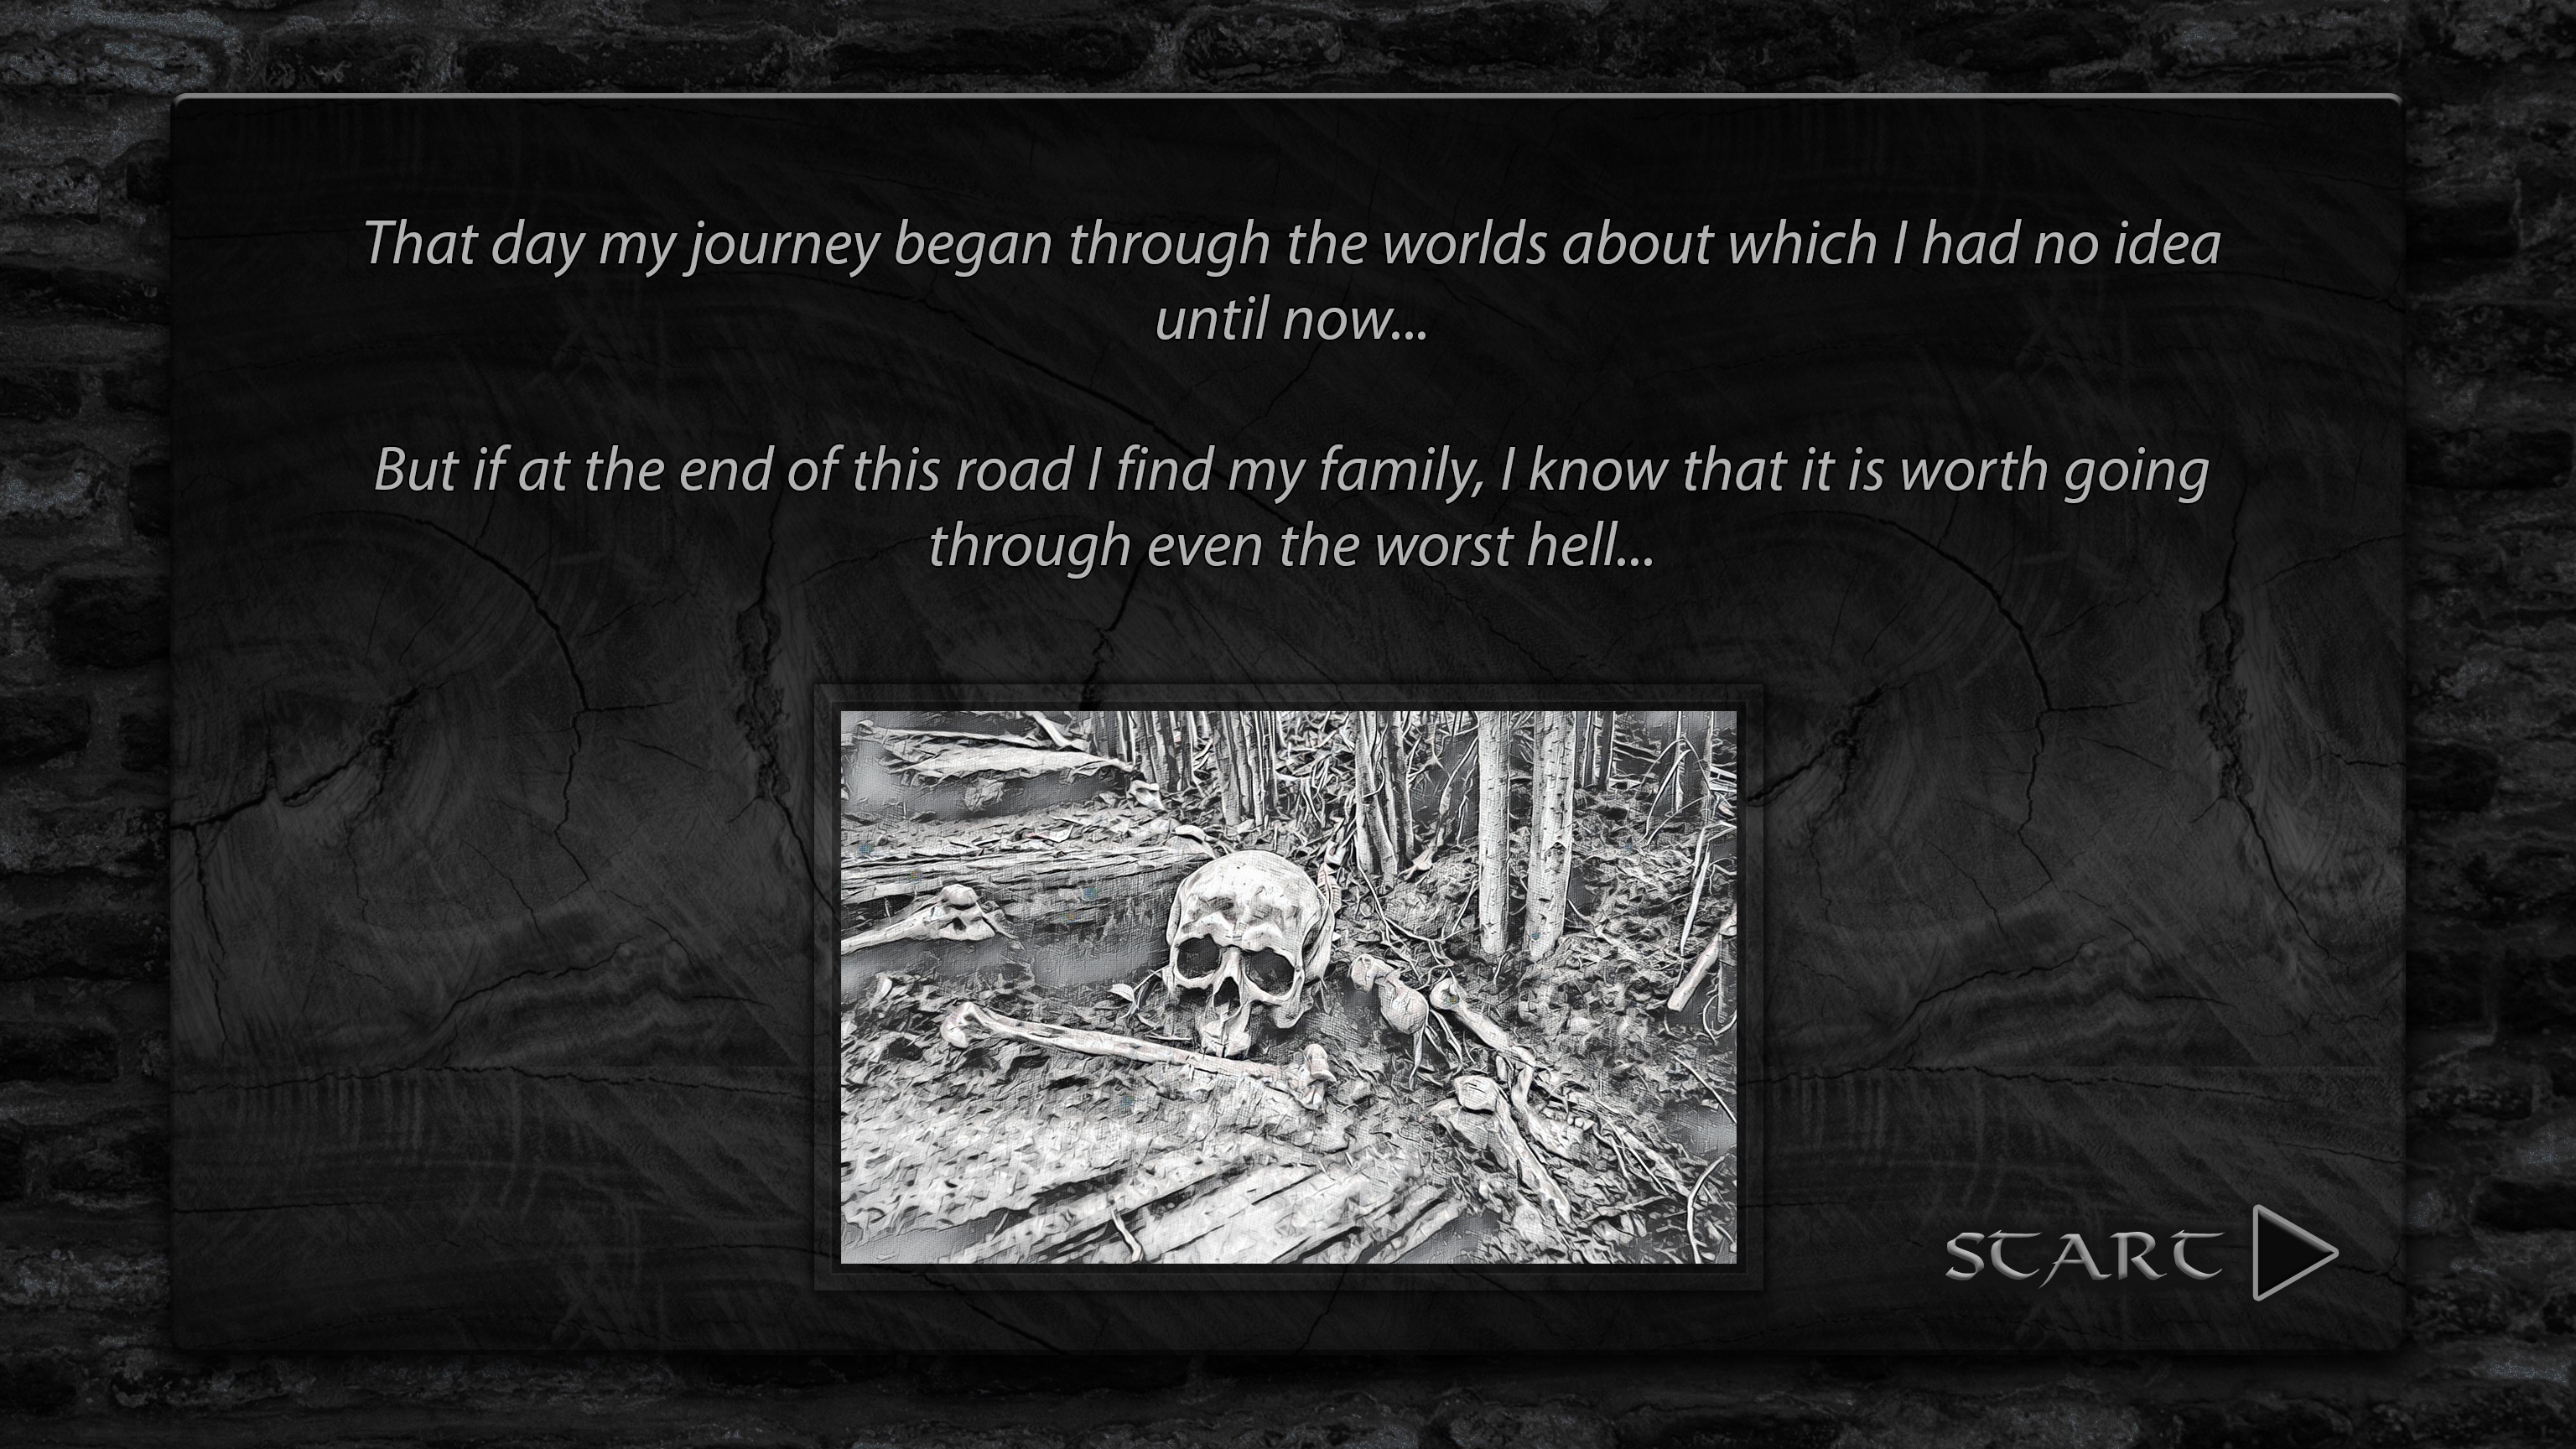 That day my journey began through the worlds about which I had no idea
until now...
But if at the end of this road I find my family, I know that it is worth going
through even the worst hell...
START